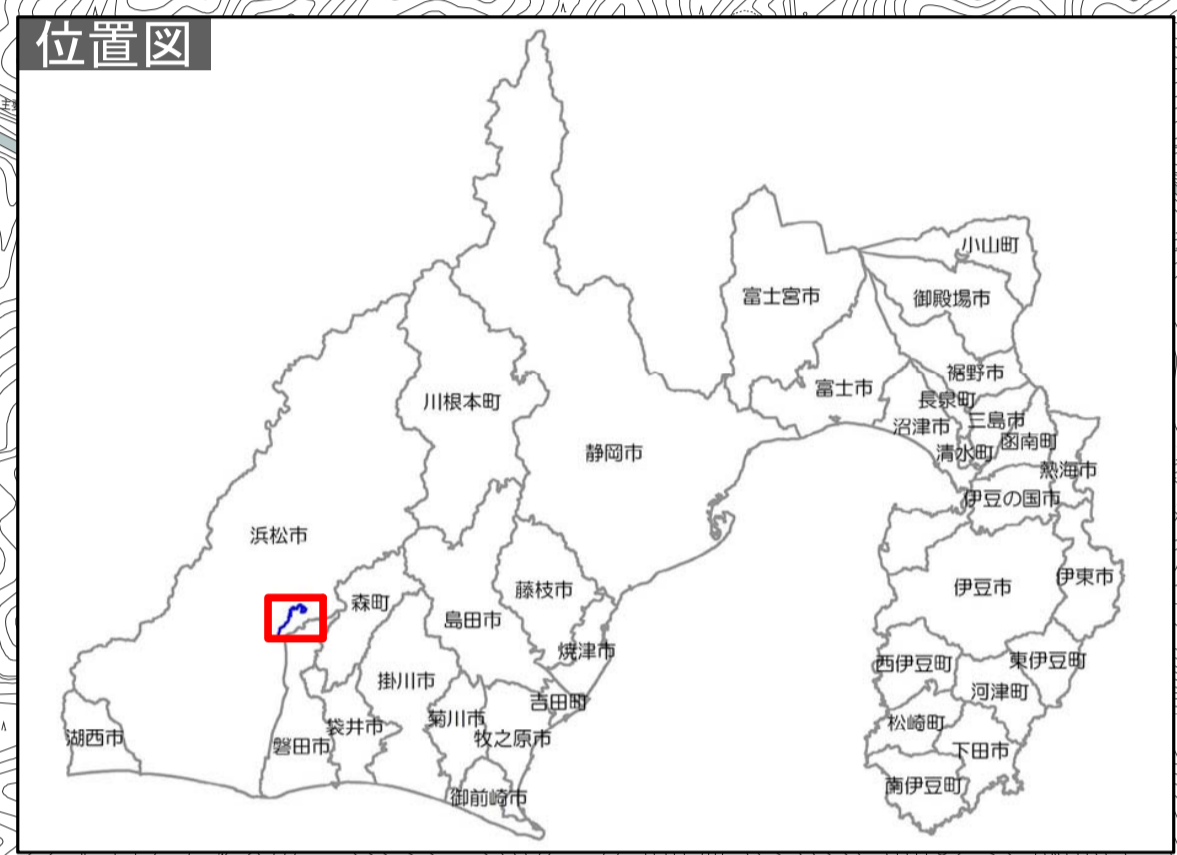 位置図
主
小山町
富士宮市
御殿場市
裾野市
富士市
長泉町
川根本町
三島市
沼津市
函南町
静岡市
清水町
熱海市
伊豆の国市
浜松市
伊東市
藤枝市
伊豆市
森町
島田市
焼津市
西伊豆町
東伊豆町
掛川市
河津町
吉田町
菊川市
松崎町
袋井市
湖西市
牧之原市
磐田市
下田市
南伊豆町
御前崎市